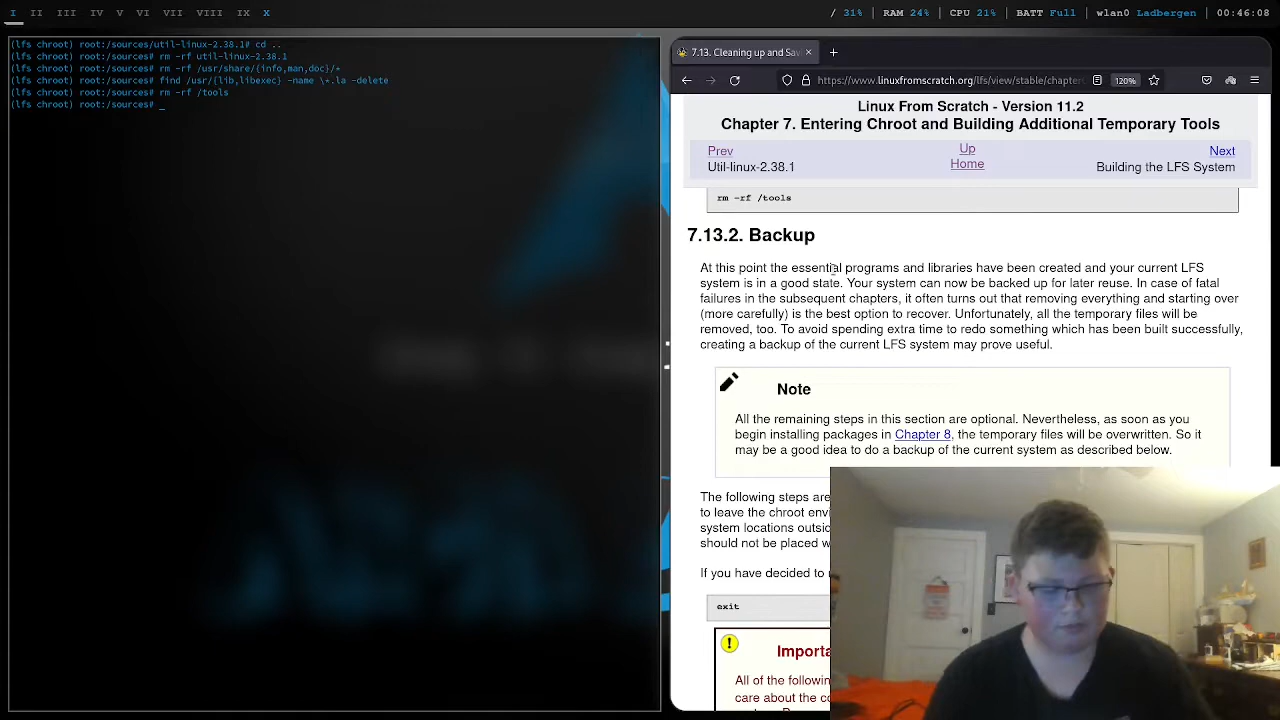 I II III IV V VI VII VIII IX X
/ 31% | RAM 24% | CPU 21% | BATT Full | wlan0 Ladbergen | 00:46:08
(lfs chroot) root:/sources/util-linux-2.38.1# cd ..
(lfs chroot) root:/sources# rm -rf util-linux-2.38.1
(lfs chroot) root:/sources# rm -rf /usr/share/{info,man,doc}/*
(lfs chroot) root:/sources# find /usr/{lib,libexec} -name \*.la -delete
(lfs chroot) root:/sources# rm -rf /tools
(lfs chroot) root:/sources# _
7.13. Cleaning up and Sav
https://www.linuxfromscratch.org/lfs/view/stable/chapter 120%
Linux From Scratch - Version 11.2
Chapter 7. Entering Chroot and Building Additional Temporary Tools
Prev Up Next
Util-linux-2.38.1 Home Building the LFS System
rm -rf /tools
7.13.2. Backup
At this point the essential programs and libraries have been created and your current LFS
system is in a good state. Your system can now be backed up for later reuse. In case of fatal
failures in the subsequent chapters, it often turns out that removing everything and starting over
(more carefully) is the best option to recover. Unfortunately, all the temporary files will be
removed, too. To avoid spending extra time to redo something which has been built successfully,
creating a backup of the current LFS system may prove useful.
Note
All the remaining steps in this section are optional. Nevertheless, as soon as you
begin installing packages in Chapter 8, the temporary files will be overwritten. So it
may be a good idea to do a backup of the current system as described below.
The following steps are
to leave the chroot envi
system locations outsid
should not be placed w
If you have decided to
exit
Importa
All of the following
care about the co